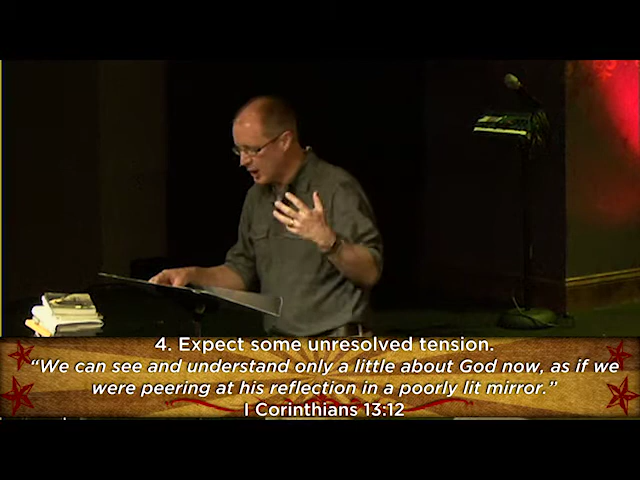 4. Expect some unresolved tension.
“We can see and understand only a little about God now, as if we
were peering at his reflection in a poorly lit mirror.”
I Corinthians 13:12